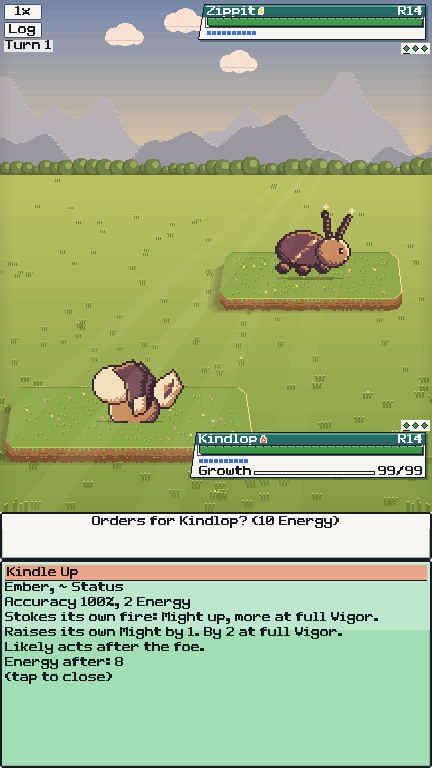 1x
Log
Turn 1
Zippit R14
Kindlop R14
Growth 99/99
Orders for Kindlop? (10 Energy)
Kindle Up
Ember, ~ Status
Accuracy 100%, 2 Energy
Stokes its own fire: Might up, more at full Vigor.
Raises its own Might by 1. By 2 at full Vigor.
Likely acts after the foe.
Energy after: 8
(tap to close)